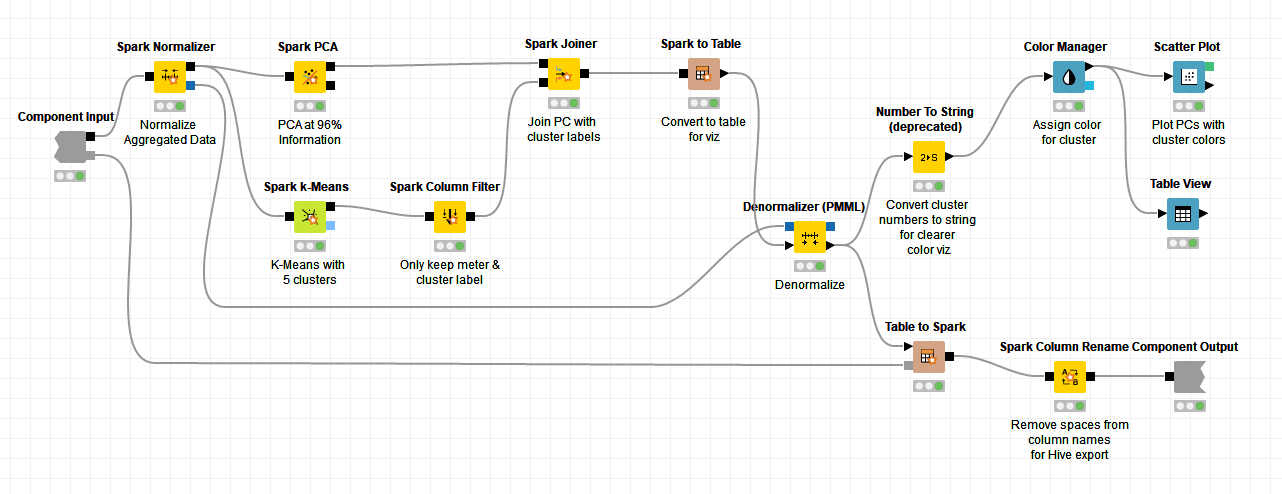 Spark Normalizer
Normalize
Aggregated Data
Component Input
Spark PCA
PCA at 96%
Information
Spark k-Means
K-Means with
5 clusters
Spark Column Filter
Only keep meter &
cluster label
Spark Joiner
Join PC with
cluster labels
Spark to Table
Convert to table
for viz
Denormalizer (PMML)
Denormalize
Number To String
(deprecated)
2▸S
Convert cluster
numbers to string
for clearer
color viz
Color Manager
Assign color
for cluster
Scatter Plot
Plot PCs with
cluster colors
Table View
Table to Spark
Spark Column Rename
A
B
Remove spaces from
column names
for Hive export
Component Output